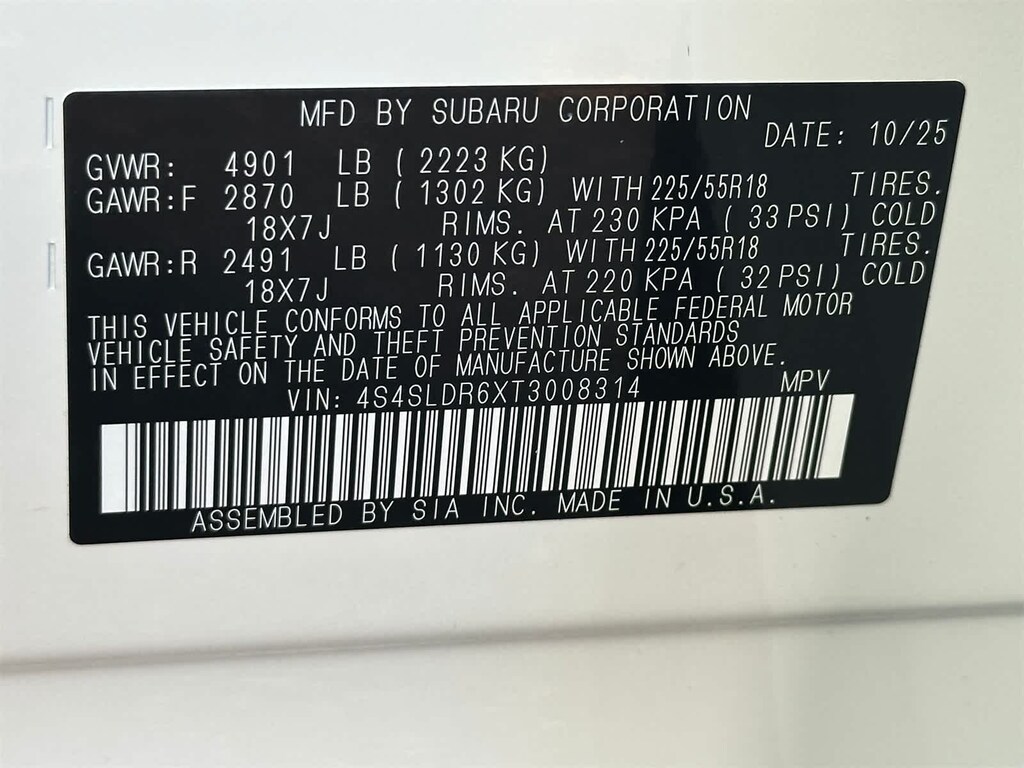 MFD BY SUBARU CORPORATION
DATE: 10/25
GVWR: 4901 LB ( 2223 KG)
GAWR:F 2870 LB ( 1302 KG) WITH 225/55R18 TIRES.
18X7J RIMS. AT 230 KPA ( 33 PSI) COLD
GAWR:R 2491 LB ( 1130 KG) WITH 225/55R18 TIRES.
18X7J RIMS. AT 220 KPA ( 32 PSI) COLD
THIS VEHICLE CONFORMS TO ALL APPLICABLE FEDERAL MOTOR
VEHICLE SAFETY AND THEFT PREVENTION STANDARDS
IN EFFECT ON THE DATE OF MANUFACTURE SHOWN ABOVE.
VIN: 4S4SLDR6XT3008314 MPV
ASSEMBLED BY SIA INC. MADE IN U.S.A.